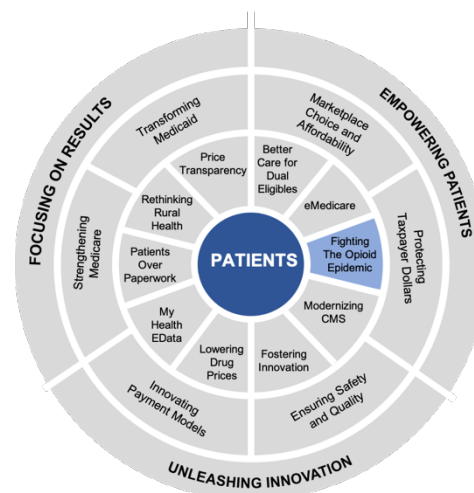 FOCUSING ON RESULTS
EMPOWERING PATIENTS
UNLEASHING INNOVATION
Transforming
Medicaid
Marketplace
Choice and
Affordability
Protecting
Taxpayer Dollars
Ensuring Safety
and Quality
Innovating
Payment Models
Strengthening
Medicare
Price
Transparency
Better
Care for
Dual
Eligibles
eMedicare
Fighting
The Opioid
Epidemic
Modernizing
CMS
Fostering
Innovation
Lowering
Drug
Prices
My
Health
EData
Patients
Over
Paperwork
Rethinking
Rural
Health
PATIENTS